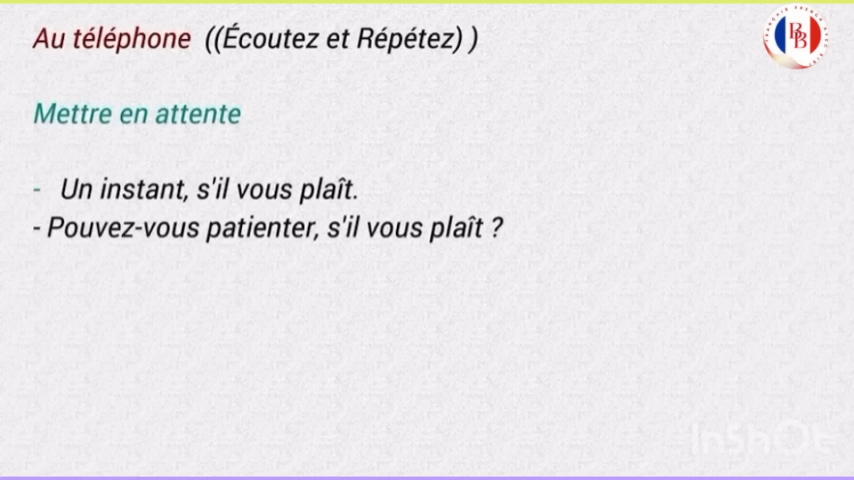 Au téléphone ((Écoutez et Répétez) )
Mettre en attente
- Un instant, s'il vous plaît.
- Pouvez-vous patienter, s'il vous plaît ?
InShOt